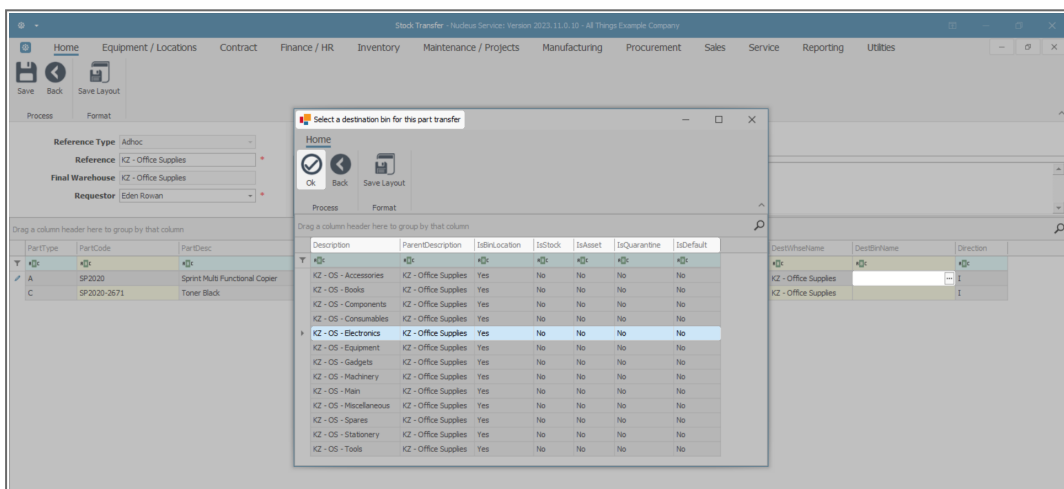 Stock Transfer - Nucleus Service: Version 2023.11.0.10 - All Things Example Company
Home Equipment / Locations Contract Finance / HR Inventory Maintenance / Projects Manufacturing Procurement Sales Service Reporting Utilities
Save Back Save Layout
Process Format
Reference Type Adhoc
Reference KZ - Office Supplies *
Final Warehouse KZ - Office Supplies
Requestor Eden Rowan *
Drag a column header here to group by that column
PartType PartCode PartDesc DestWhseName DestBinName Direction
A SP2020 Sprint Multi Functional Copier KZ - Office Supplies ... I
C SP2020-2671 Toner Black KZ - Office Supplies I
Select a destination bin for this part transfer
Home
Ok Back Save Layout
Process Format
Drag a column header here to group by that column
Description ParentDescription IsBinLocation IsStock IsAsset IsQuarantine IsDefault
KZ - OS - Accessories KZ - Office Supplies Yes No No No No
KZ - OS - Books KZ - Office Supplies Yes No No No No
KZ - OS - Components KZ - Office Supplies Yes No No No No
KZ - OS - Consumables KZ - Office Supplies Yes No No No No
KZ - OS - Electronics KZ - Office Supplies Yes No No No No
KZ - OS - Equipment KZ - Office Supplies Yes No No No No
KZ - OS - Gadgets KZ - Office Supplies Yes No No No No
KZ - OS - Machinery KZ - Office Supplies Yes No No No No
KZ - OS - Main KZ - Office Supplies Yes No No No No
KZ - OS - Miscellaneous KZ - Office Supplies Yes No No No No
KZ - OS - Spares KZ - Office Supplies Yes No No No No
KZ - OS - Stationery KZ - Office Supplies Yes No No No No
KZ - OS - Tools KZ - Office Supplies Yes No No No No